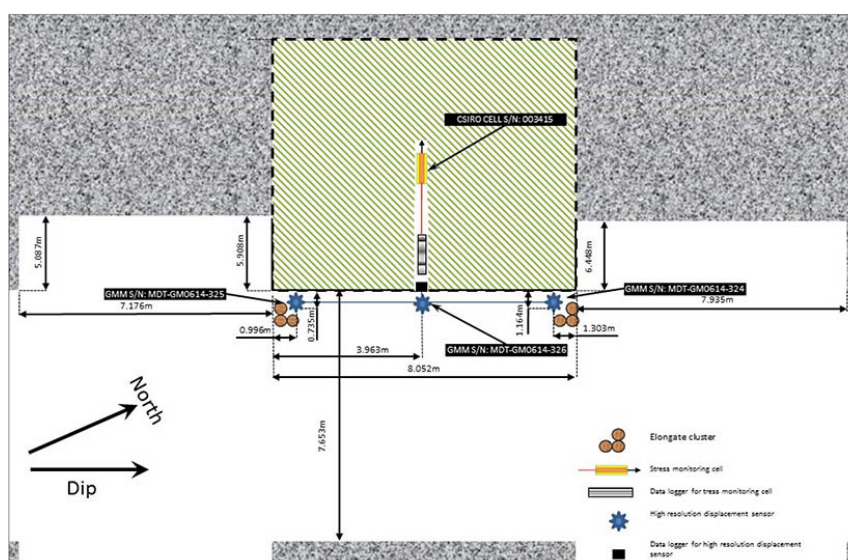 CSIRO CELL S/N: 003415
5.087m
5.908m
6.448m
GMM S/N: MDT-GM0614-325
GMM S/N: MDT-GM0614-324
7.176m
7.935m
0.996m
0.735m
1.164m
1.303m
3.963m
GMM S/N: MDT-GM0614-326
8.052m
7.653m
North
Dip
Elongate cluster
Stress monitoring cell
Data logger for tress monitoring cell
High resolution displacement sensor
Data logger for high resolution displacement
sensor